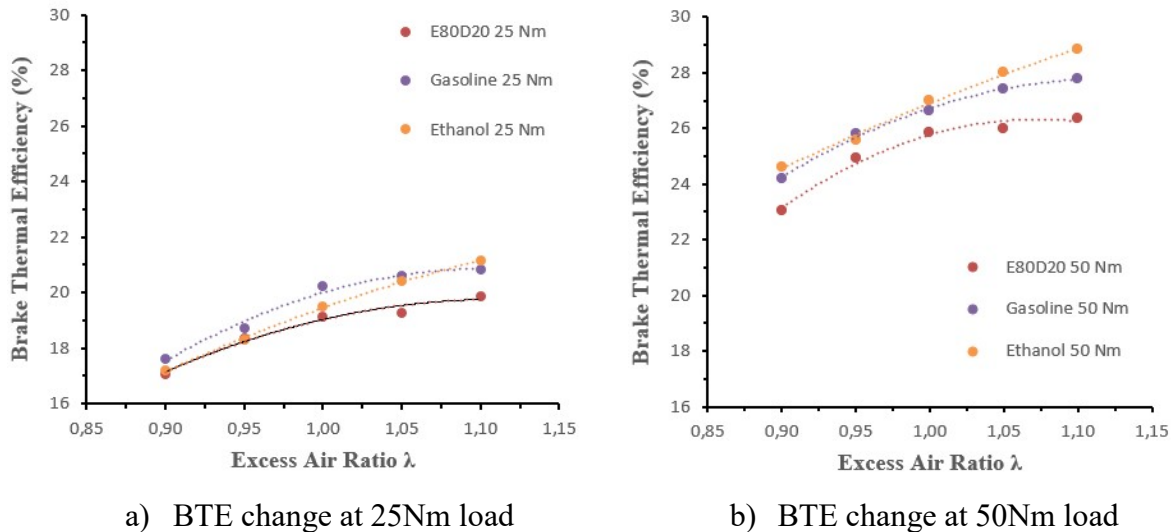 Brake Thermal Efficiency (%)
30
28
26
24
22
20
18
16
0,85
0,90
0,95
1,00
1,05
1,10
1,15
Excess Air Ratio λ
E80D20 25 Nm
Gasoline 25 Nm
Ethanol 25 Nm
a) BTE change at 25Nm load
Brake Thermal Efficiency (%)
30
28
26
24
22
20
18
16
0,85
0,90
0,95
1,00
1,05
1,10
1,15
Excess Air Ratio λ
E80D20 50 Nm
Gasoline 50 Nm
Ethanol 50 Nm
b) BTE change at 50Nm load